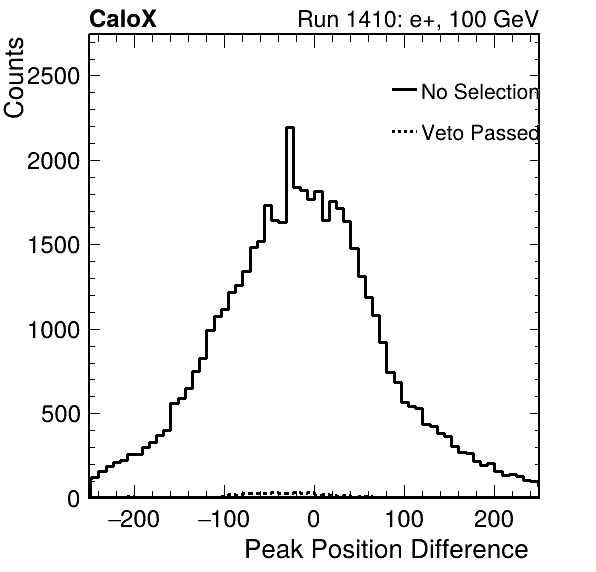 CaloX Run 1410: e+, 100 GeV
Counts
2500
2000
1500
1000
500
0
No Selection
Veto Passed
−200 −100 0 100 200
Peak Position Difference